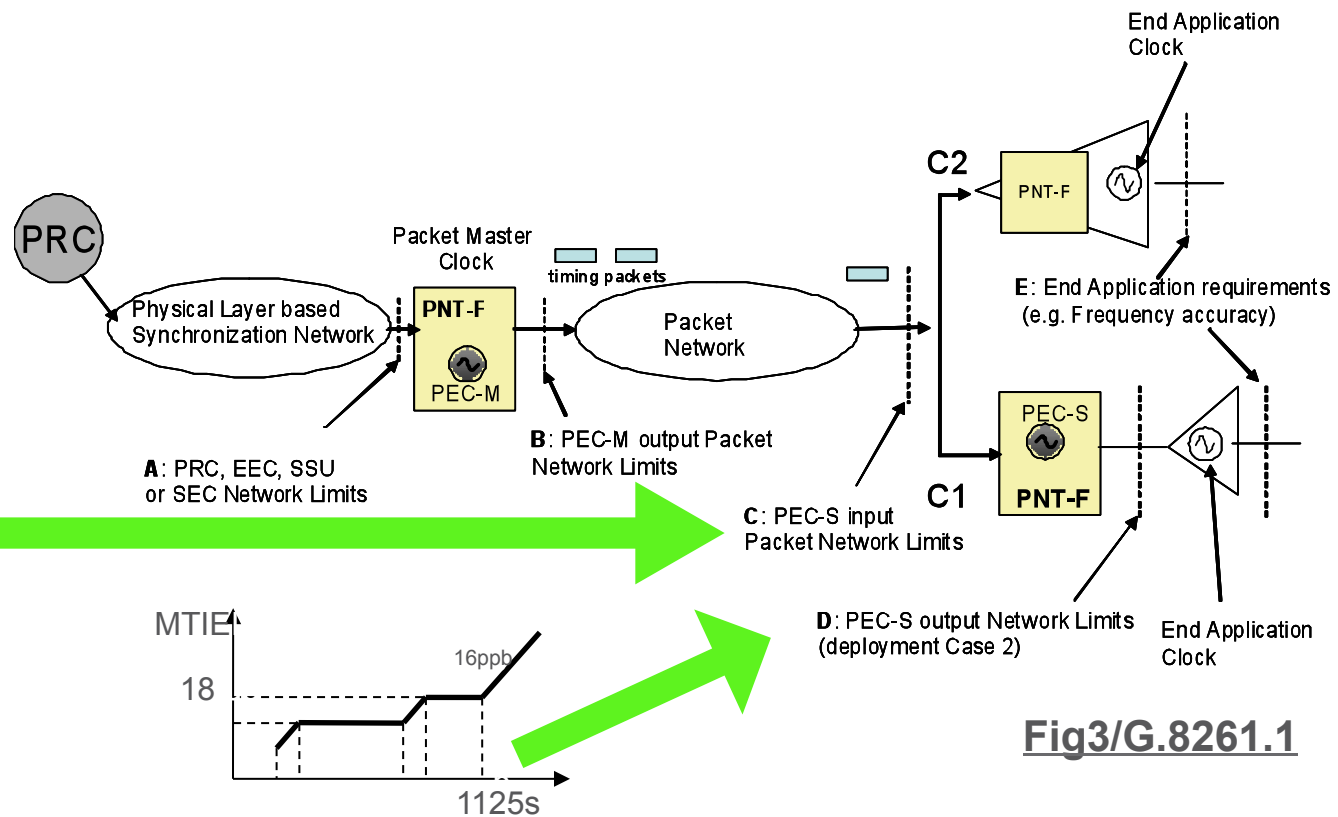 End Application
Clock
C2
PNT-F
PRC
Packet Master
Clock
timing packets
Physical Layer based
Synchronization Network
PNT-F
PEC-M
Packet
Network
E: End Application requirements
(e.g. Frequency accuracy)
PEC-S
PNT-F
C1
A: PRC, EEC, SSU
or SEC Network Limits
B: PEC-M output Packet
Network Limits
C: PEC-S input
Packet Network Limits
D: PEC-S output Network Limits
(deployment Case 2)
End Application
Clock
MTIE
16ppb
18
1125s
Fig3/G.8261.1